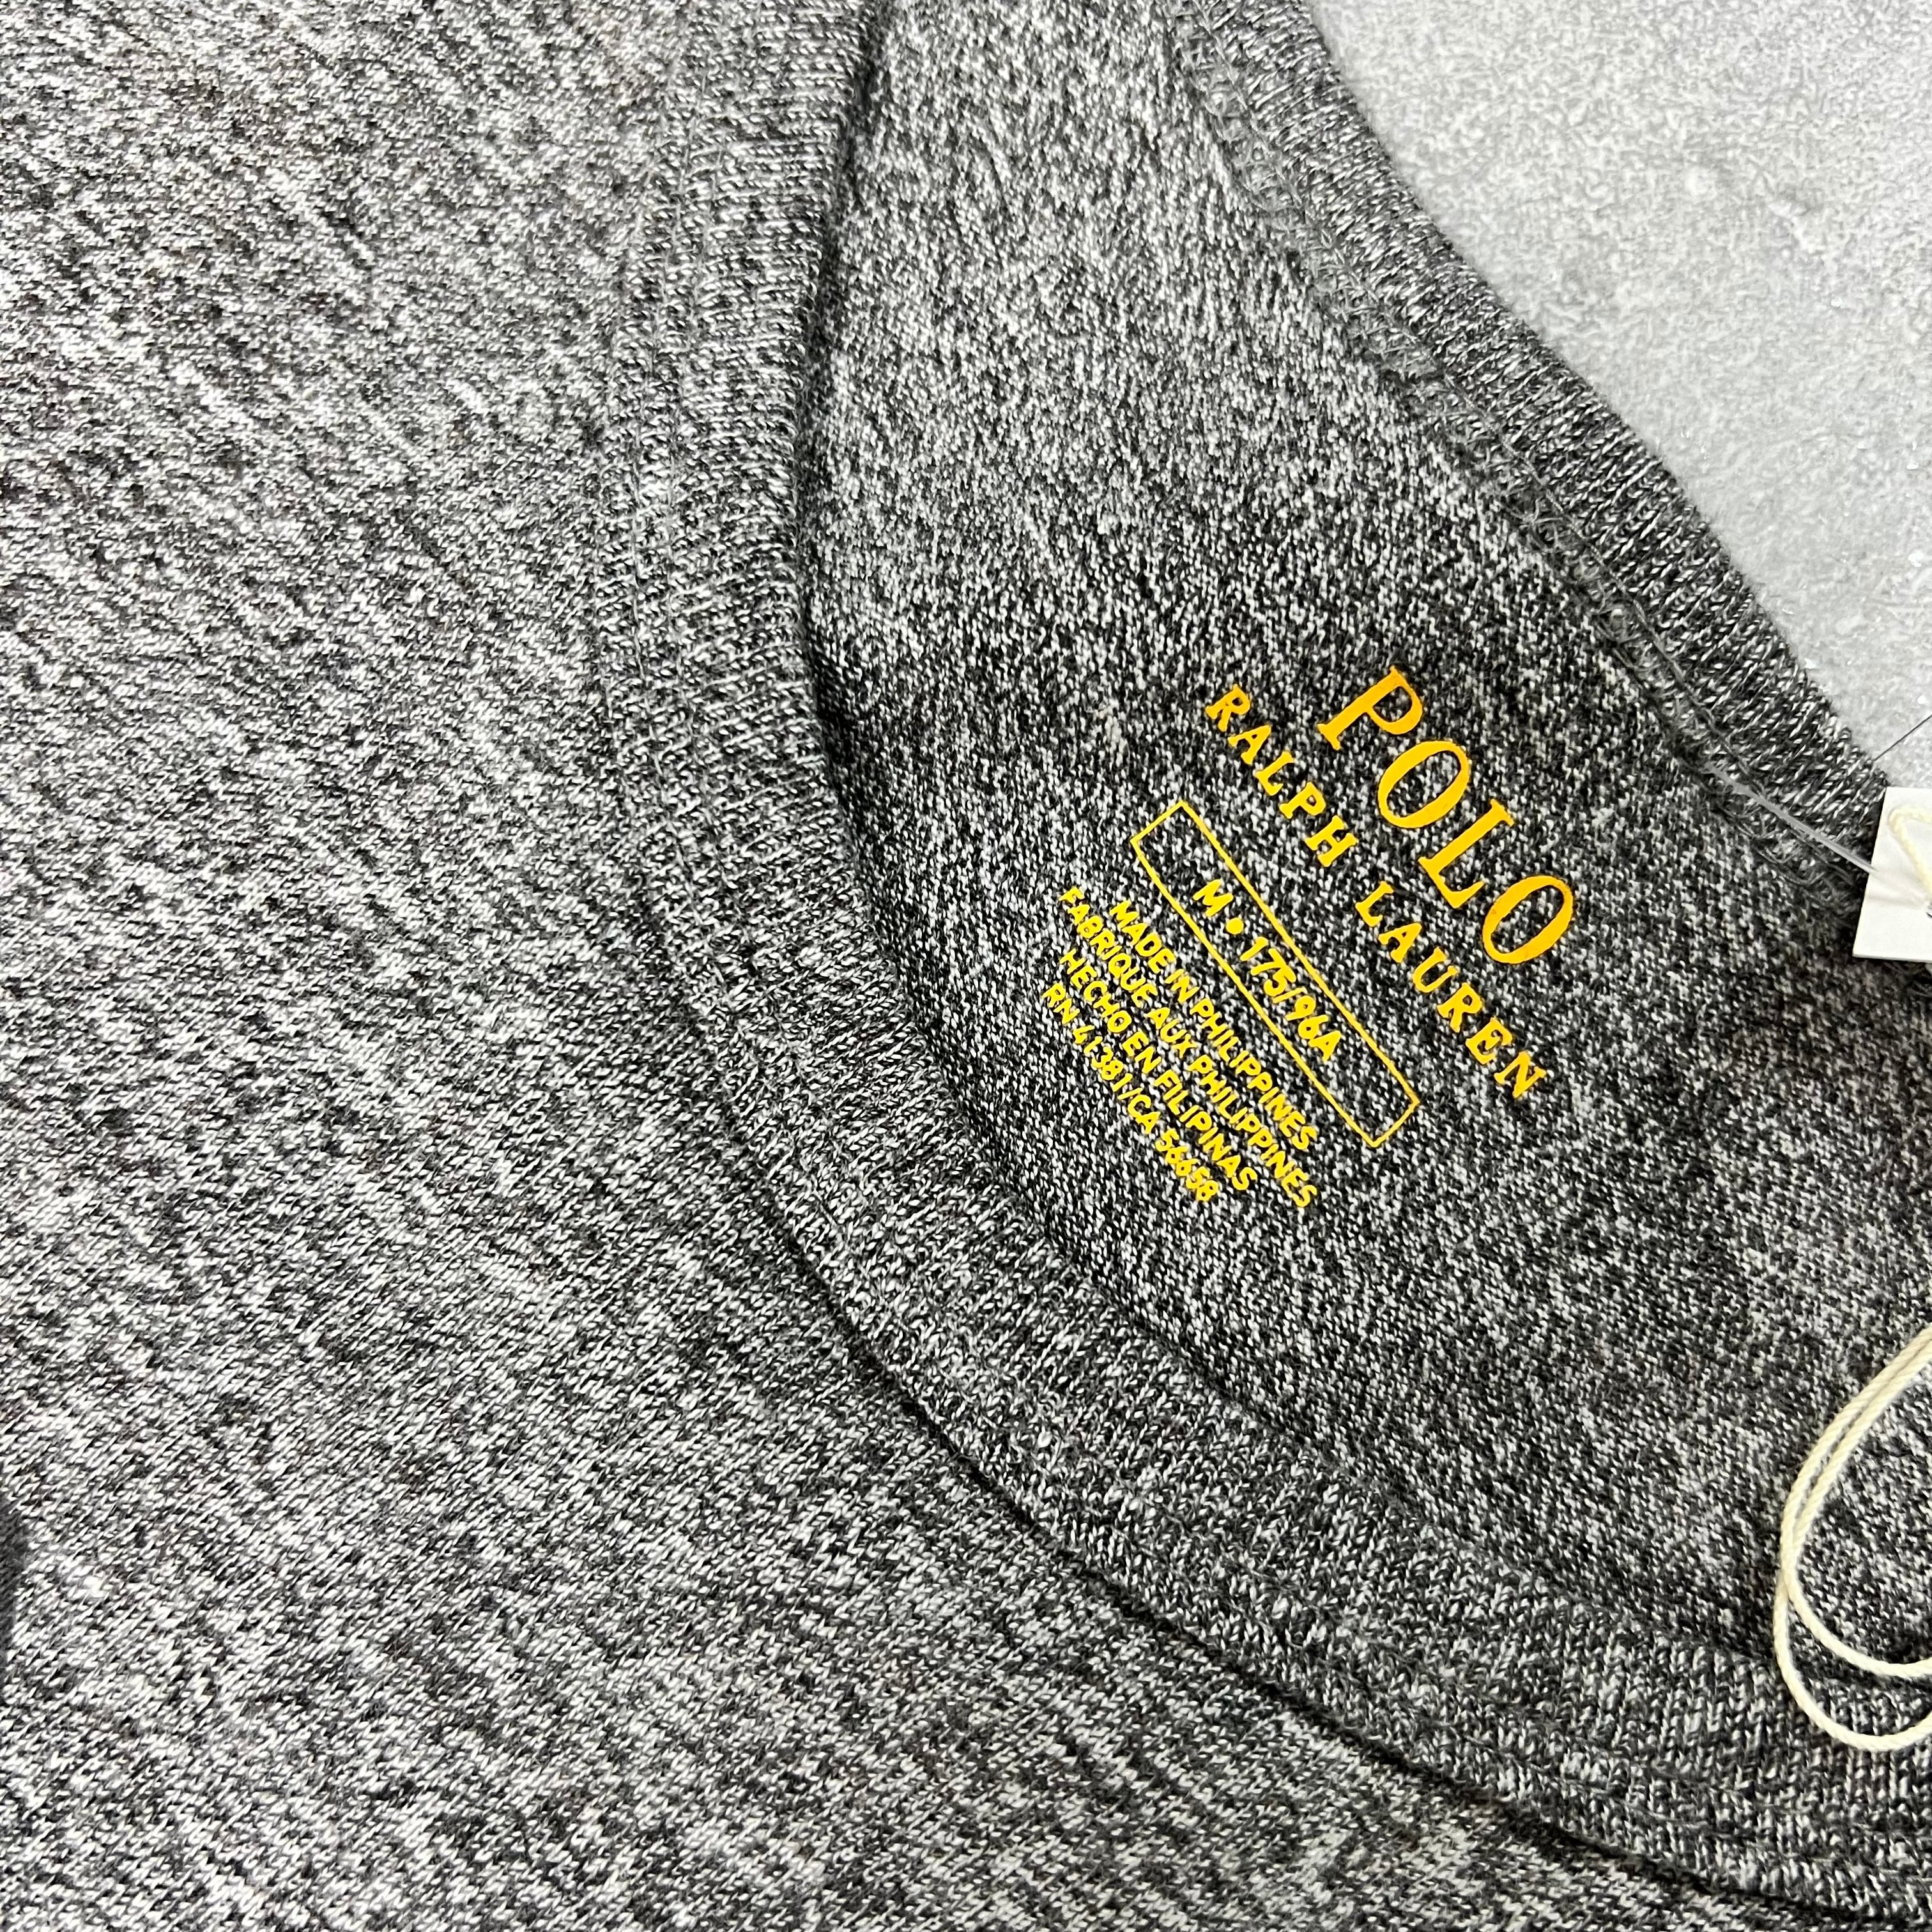 POLO
RALPH LAUREN
M • 175/96A
MADE IN PHILIPPINES
FABRIQUE AUX PHILIPPINES
HECHO EN FILIPINAS
RN 41381/CA 56658